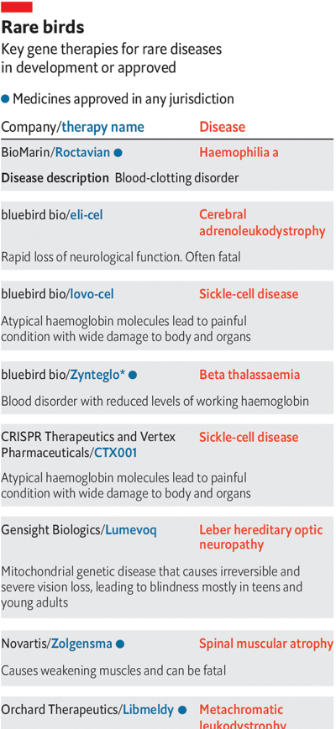 Rare birds
Key gene therapies for rare diseases
in development or approved
● Medicines approved in any jurisdiction
Company/therapy name Disease
BioMarin/Roctavian ● Haemophilia a
Disease description Blood-clotting disorder
bluebird bio/eli-cel Cerebral
adrenoleukodystrophy
Rapid loss of neurological function. Often fatal
bluebird bio/lovo-cel Sickle-cell disease
Atypical haemoglobin molecules lead to painful
condition with wide damage to body and organs
bluebird bio/Zynteglo* ● Beta thalassaemia
Blood disorder with reduced levels of working haemoglobin
CRISPR Therapeutics and Vertex Sickle-cell disease
Pharmaceuticals/CTX001
Atypical haemoglobin molecules lead to painful
condition with wide damage to body and organs
Gensight Biologics/Lumevoq Leber hereditary optic
neuropathy
Mitochondrial genetic disease that causes irreversible and
severe vision loss, leading to blindness mostly in teens and
young adults
Novartis/Zolgensma ● Spinal muscular atrophy
Causes weakening muscles and can be fatal
Orchard Therapeutics/Libmeldy ● Metachromatic
leukodystrophy